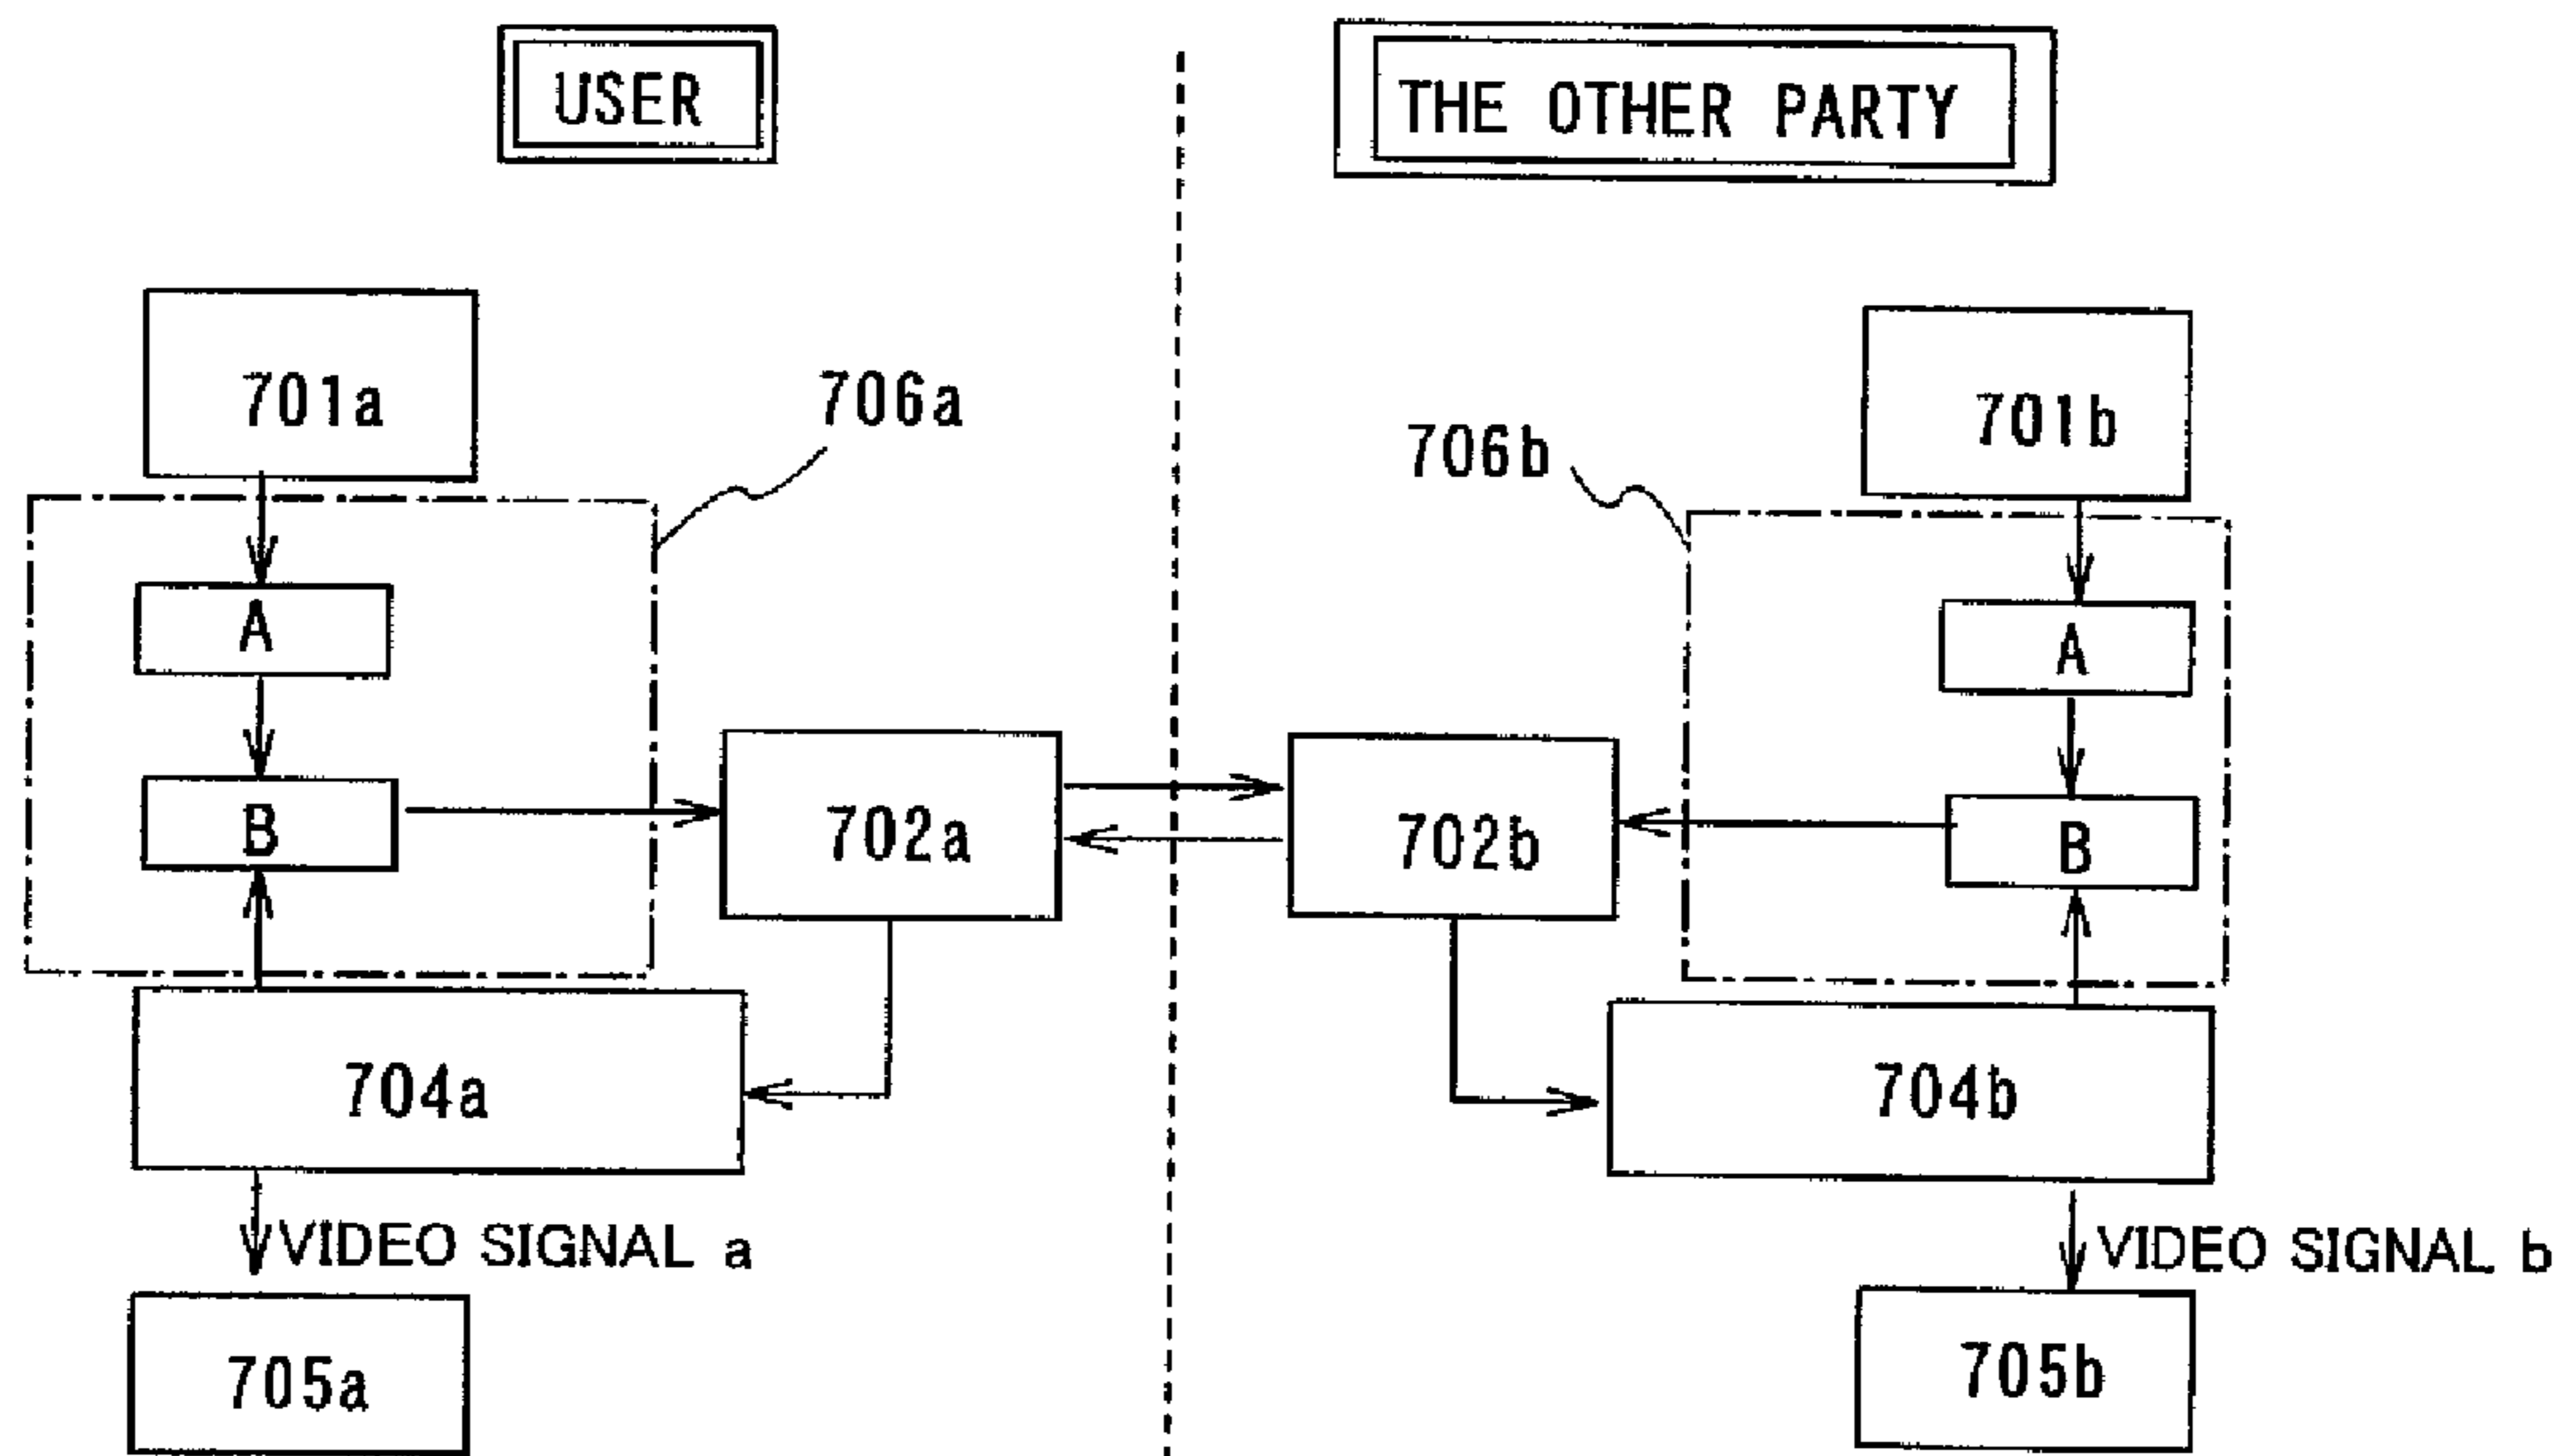 USER
THE OTHER PARTY
701a
706a
701b
706b
A
A
B
702a
702b
B
704a
704b
VIDEO SIGNAL a
VIDEO SIGNAL b
705a
705b